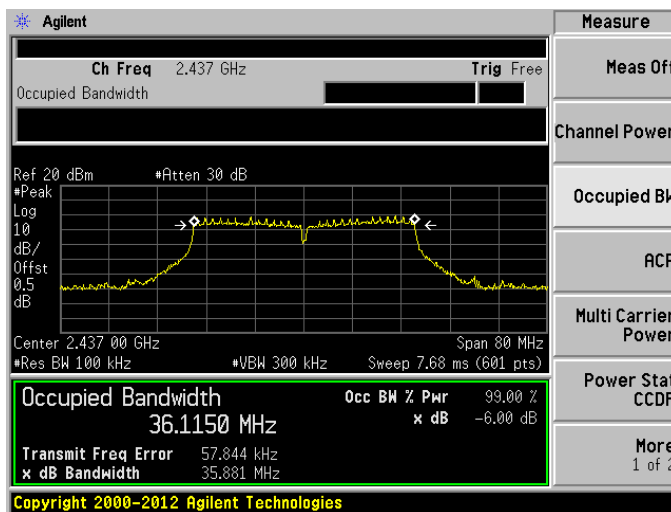 Agilent
Measure
Ch Freq 2.437 GHz Trig Free
Occupied Bandwidth
Meas Off
Channel Power
Occupied BW
ACP
Multi Carrier
Power
Power Stat
CCDF
More
1 of 2
Ref 20 dBm #Atten 30 dB
#Peak
Log
10
dB/
Offst
0.5
dB
Center 2.437 00 GHz Span 80 MHz
#Res BW 100 kHz #VBW 300 kHz Sweep 7.68 ms (601 pts)
Occupied Bandwidth Occ BW % Pwr 99.00 %
36.1150 MHz x dB -6.00 dB
Transmit Freq Error 57.844 kHz
x dB Bandwidth 35.881 MHz
Copyright 2000-2012 Agilent Technologies